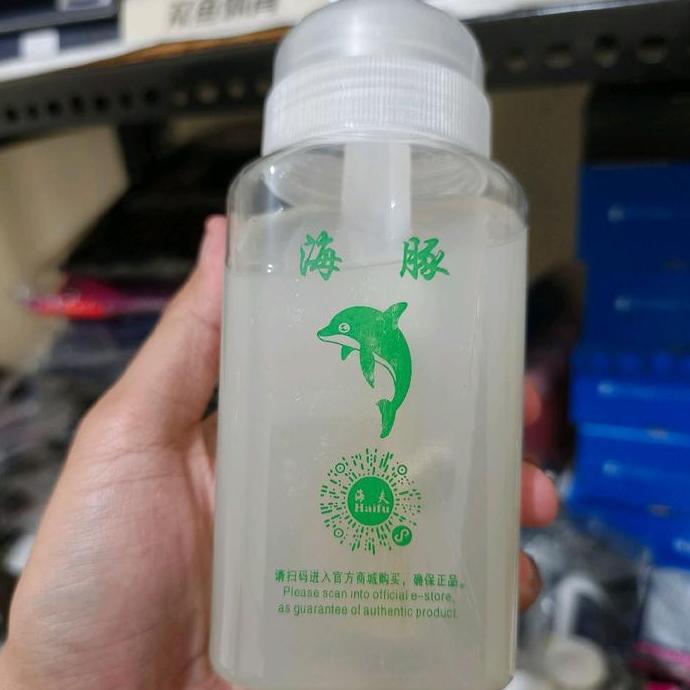 海 豚
海 夫
Haifu
请扫码进入官方商城购买，确保正品。
Please scan into official e-store,
as guarantee of authentic product.